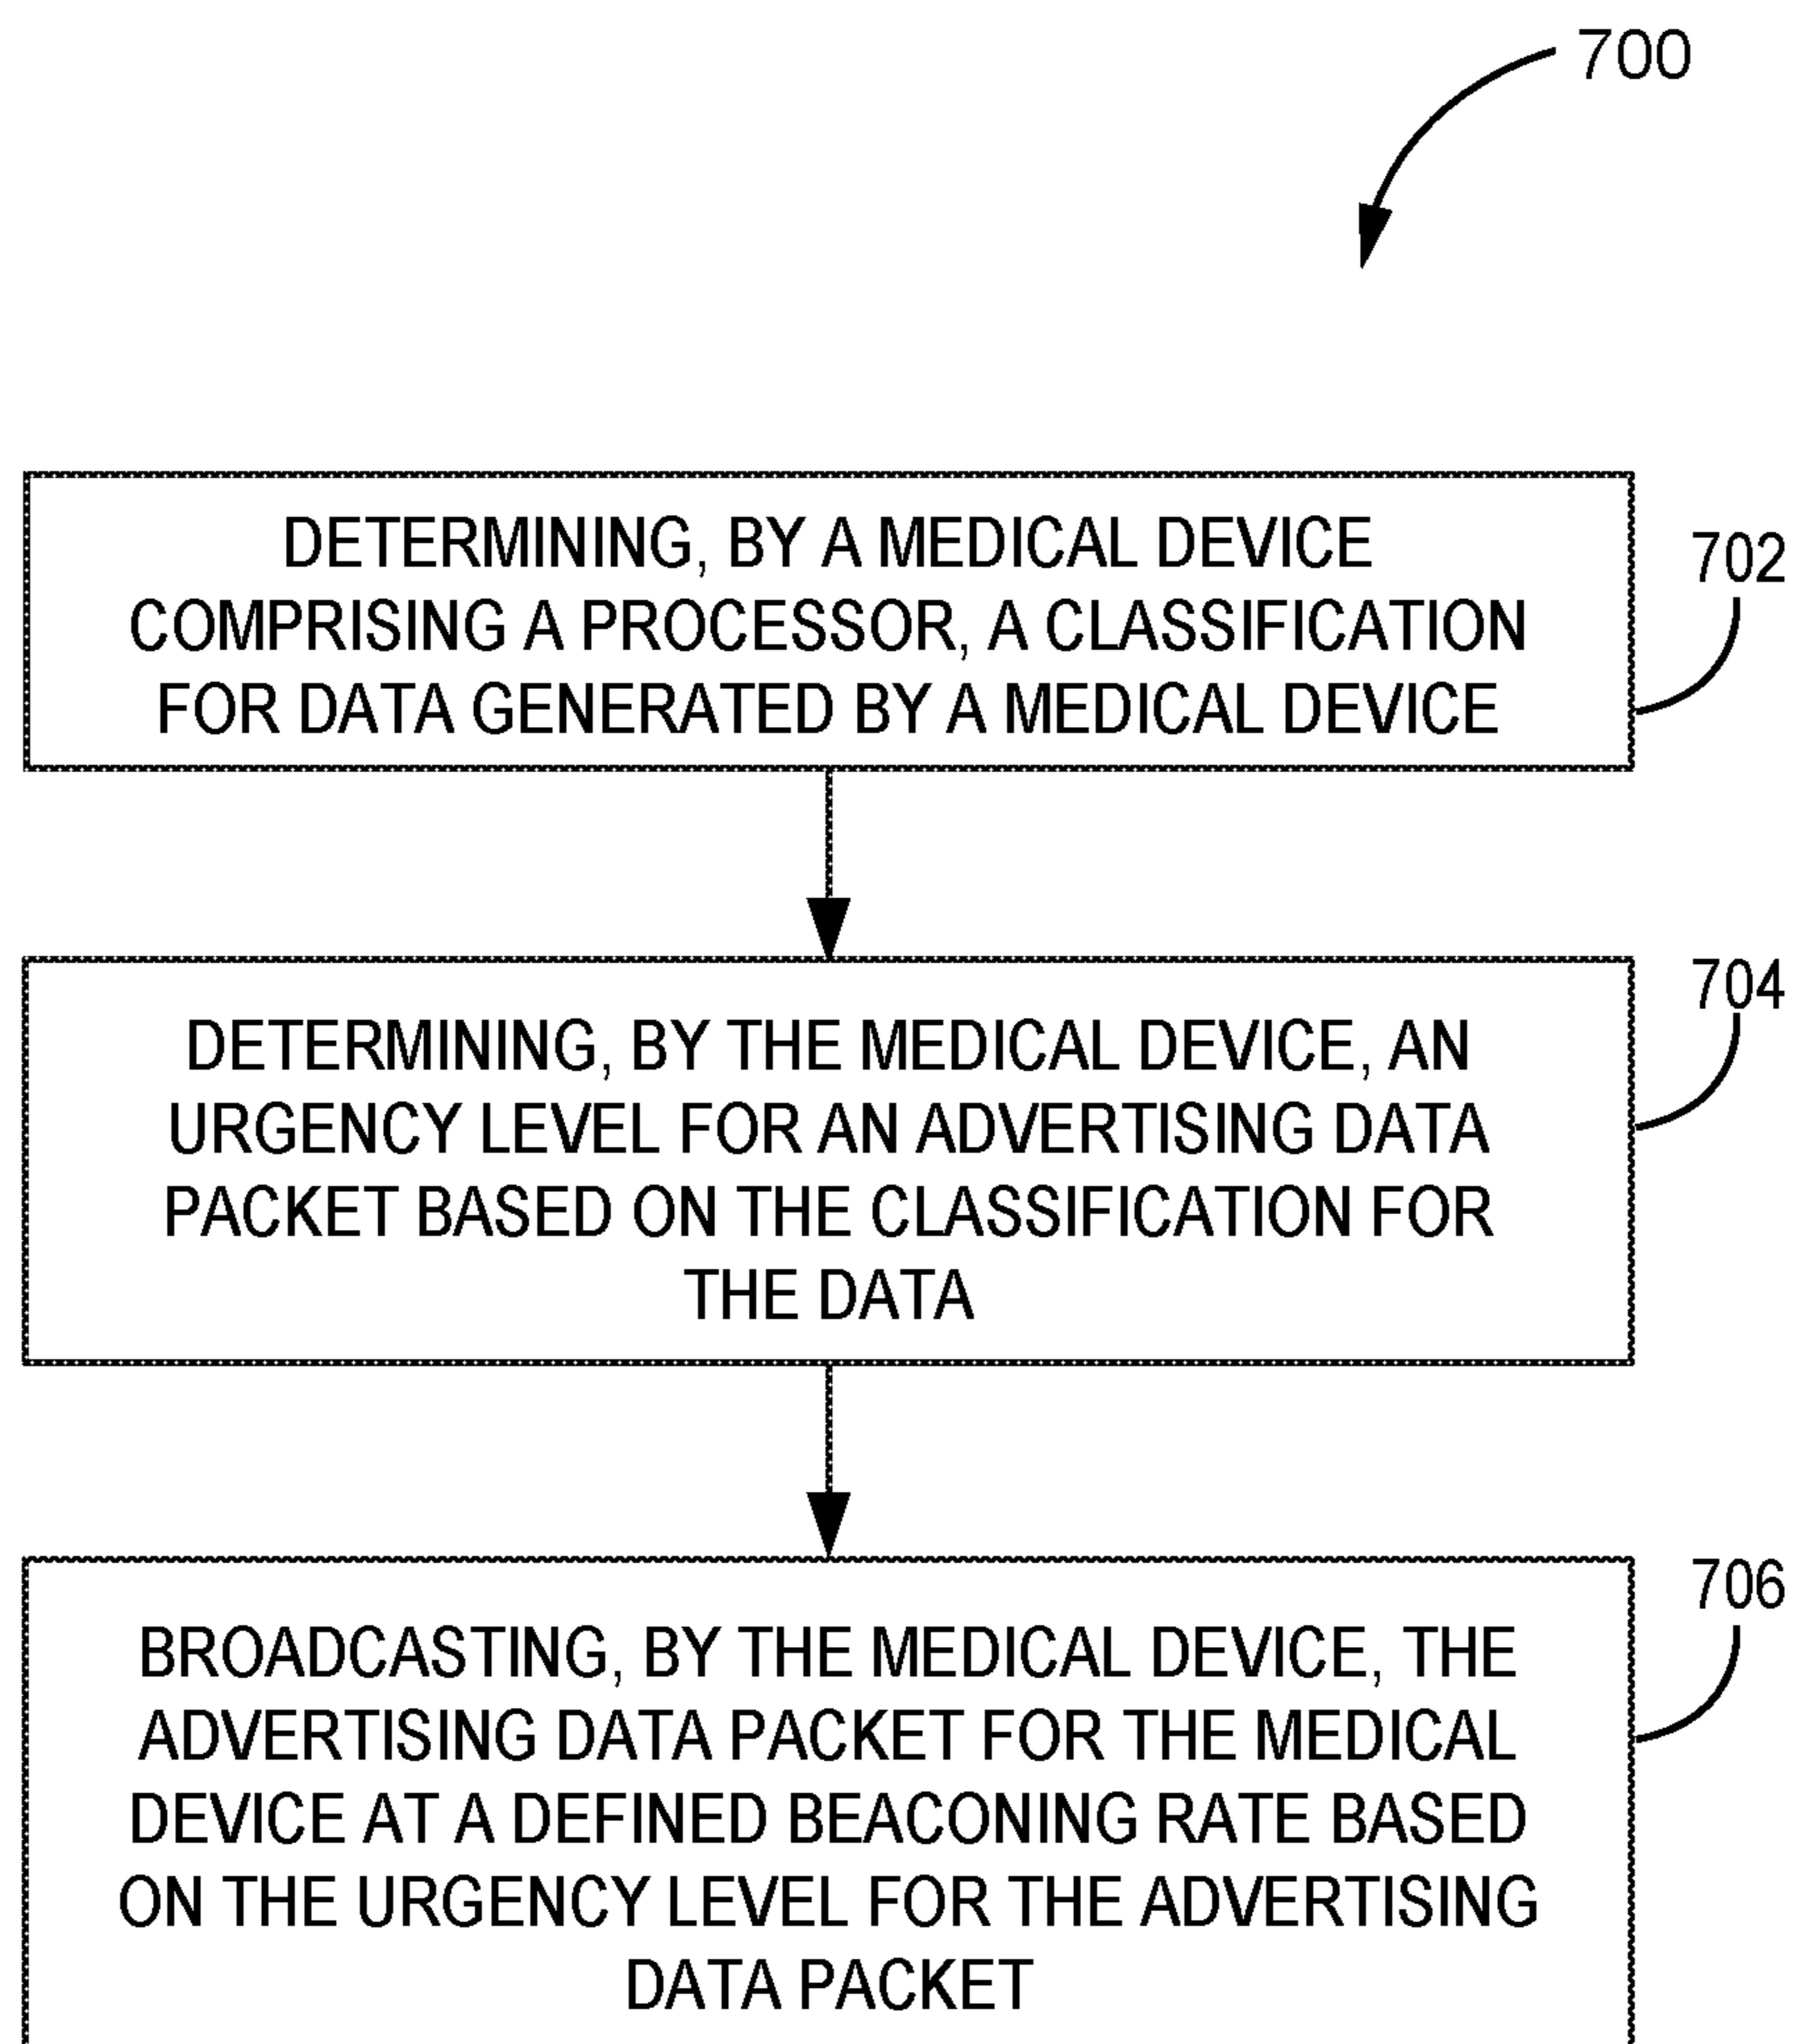 700
DETERMINING, BY A MEDICAL DEVICE
COMPRISING A PROCESSOR, A CLASSIFICATION
FOR DATA GENERATED BY A MEDICAL DEVICE
702
DETERMINING, BY THE MEDICAL DEVICE, AN
URGENCY LEVEL FOR AN ADVERTISING DATA
PACKET BASED ON THE CLASSIFICATION FOR
THE DATA
704
BROADCASTING, BY THE MEDICAL DEVICE, THE
ADVERTISING DATA PACKET FOR THE MEDICAL
DEVICE AT A DEFINED BEACONING RATE BASED
ON THE URGENCY LEVEL FOR THE ADVERTISING
DATA PACKET
706